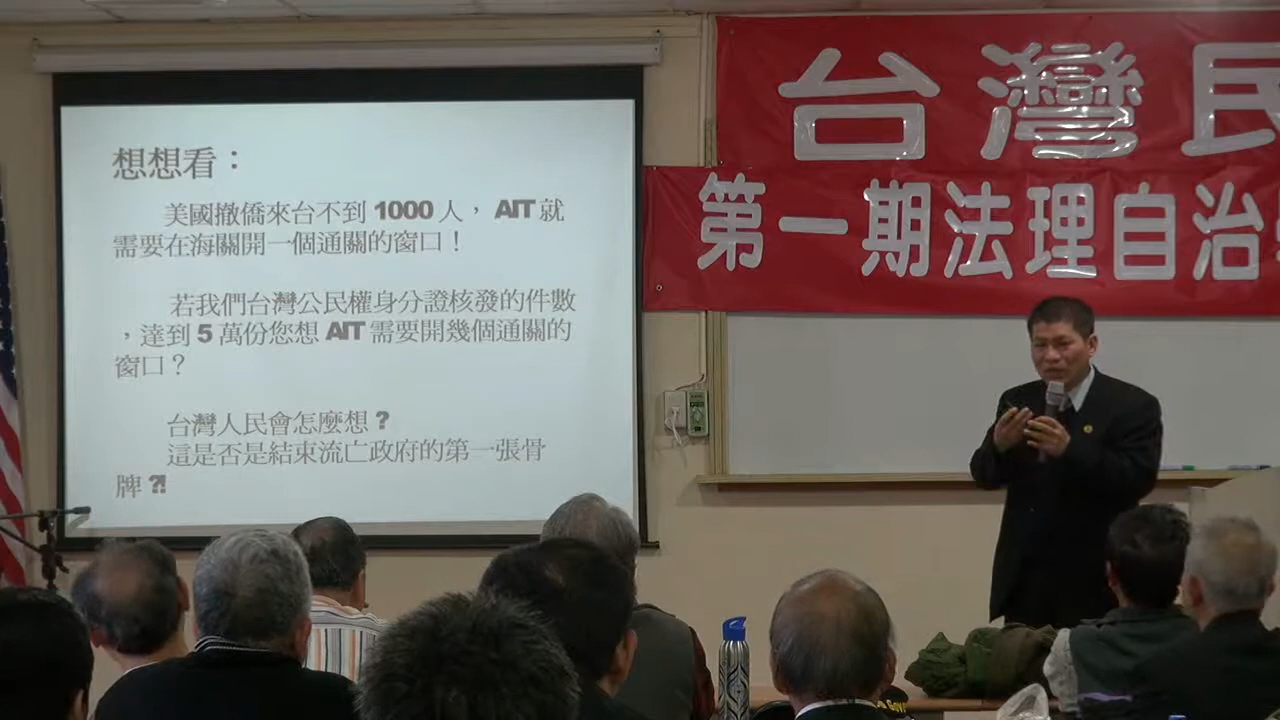 想想看：
美國撤僑來台不到 1000 人， AIT 就
需要在海關開一個通關的窗口！
若我們台灣公民權身分證核發的件數
，達到 5 萬份您想 AIT 需要開幾個通關的
窗口？
台灣人民會怎麼想？
這是否是結束流亡政府的第一張骨
牌？!
台灣民
第一期法理自治